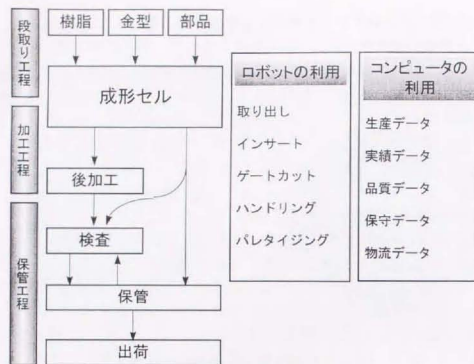 段取り工程
樹脂
金型
部品
成形セル
加工工程
後加工
保管工程
検査
保管
出荷
ロボットの利用
取り出し
インサート
ゲートカット
ハンドリング
パレタイジング
コンピュータの
利用
生産データ
実績データ
品質データ
保守データ
物流データ